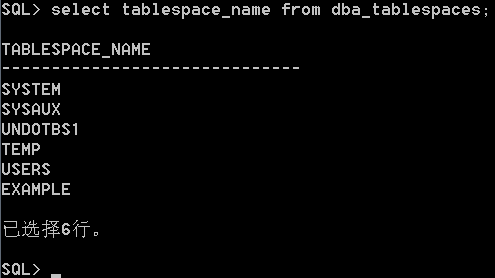 SQL> select tablespace_name from dba_tablespaces;
TABLESPACE_NAME
------------------------------
SYSTEM
SYSAUX
UNDOTBS1
TEMP
USERS
EXAMPLE
已选择6行。
SQL> _